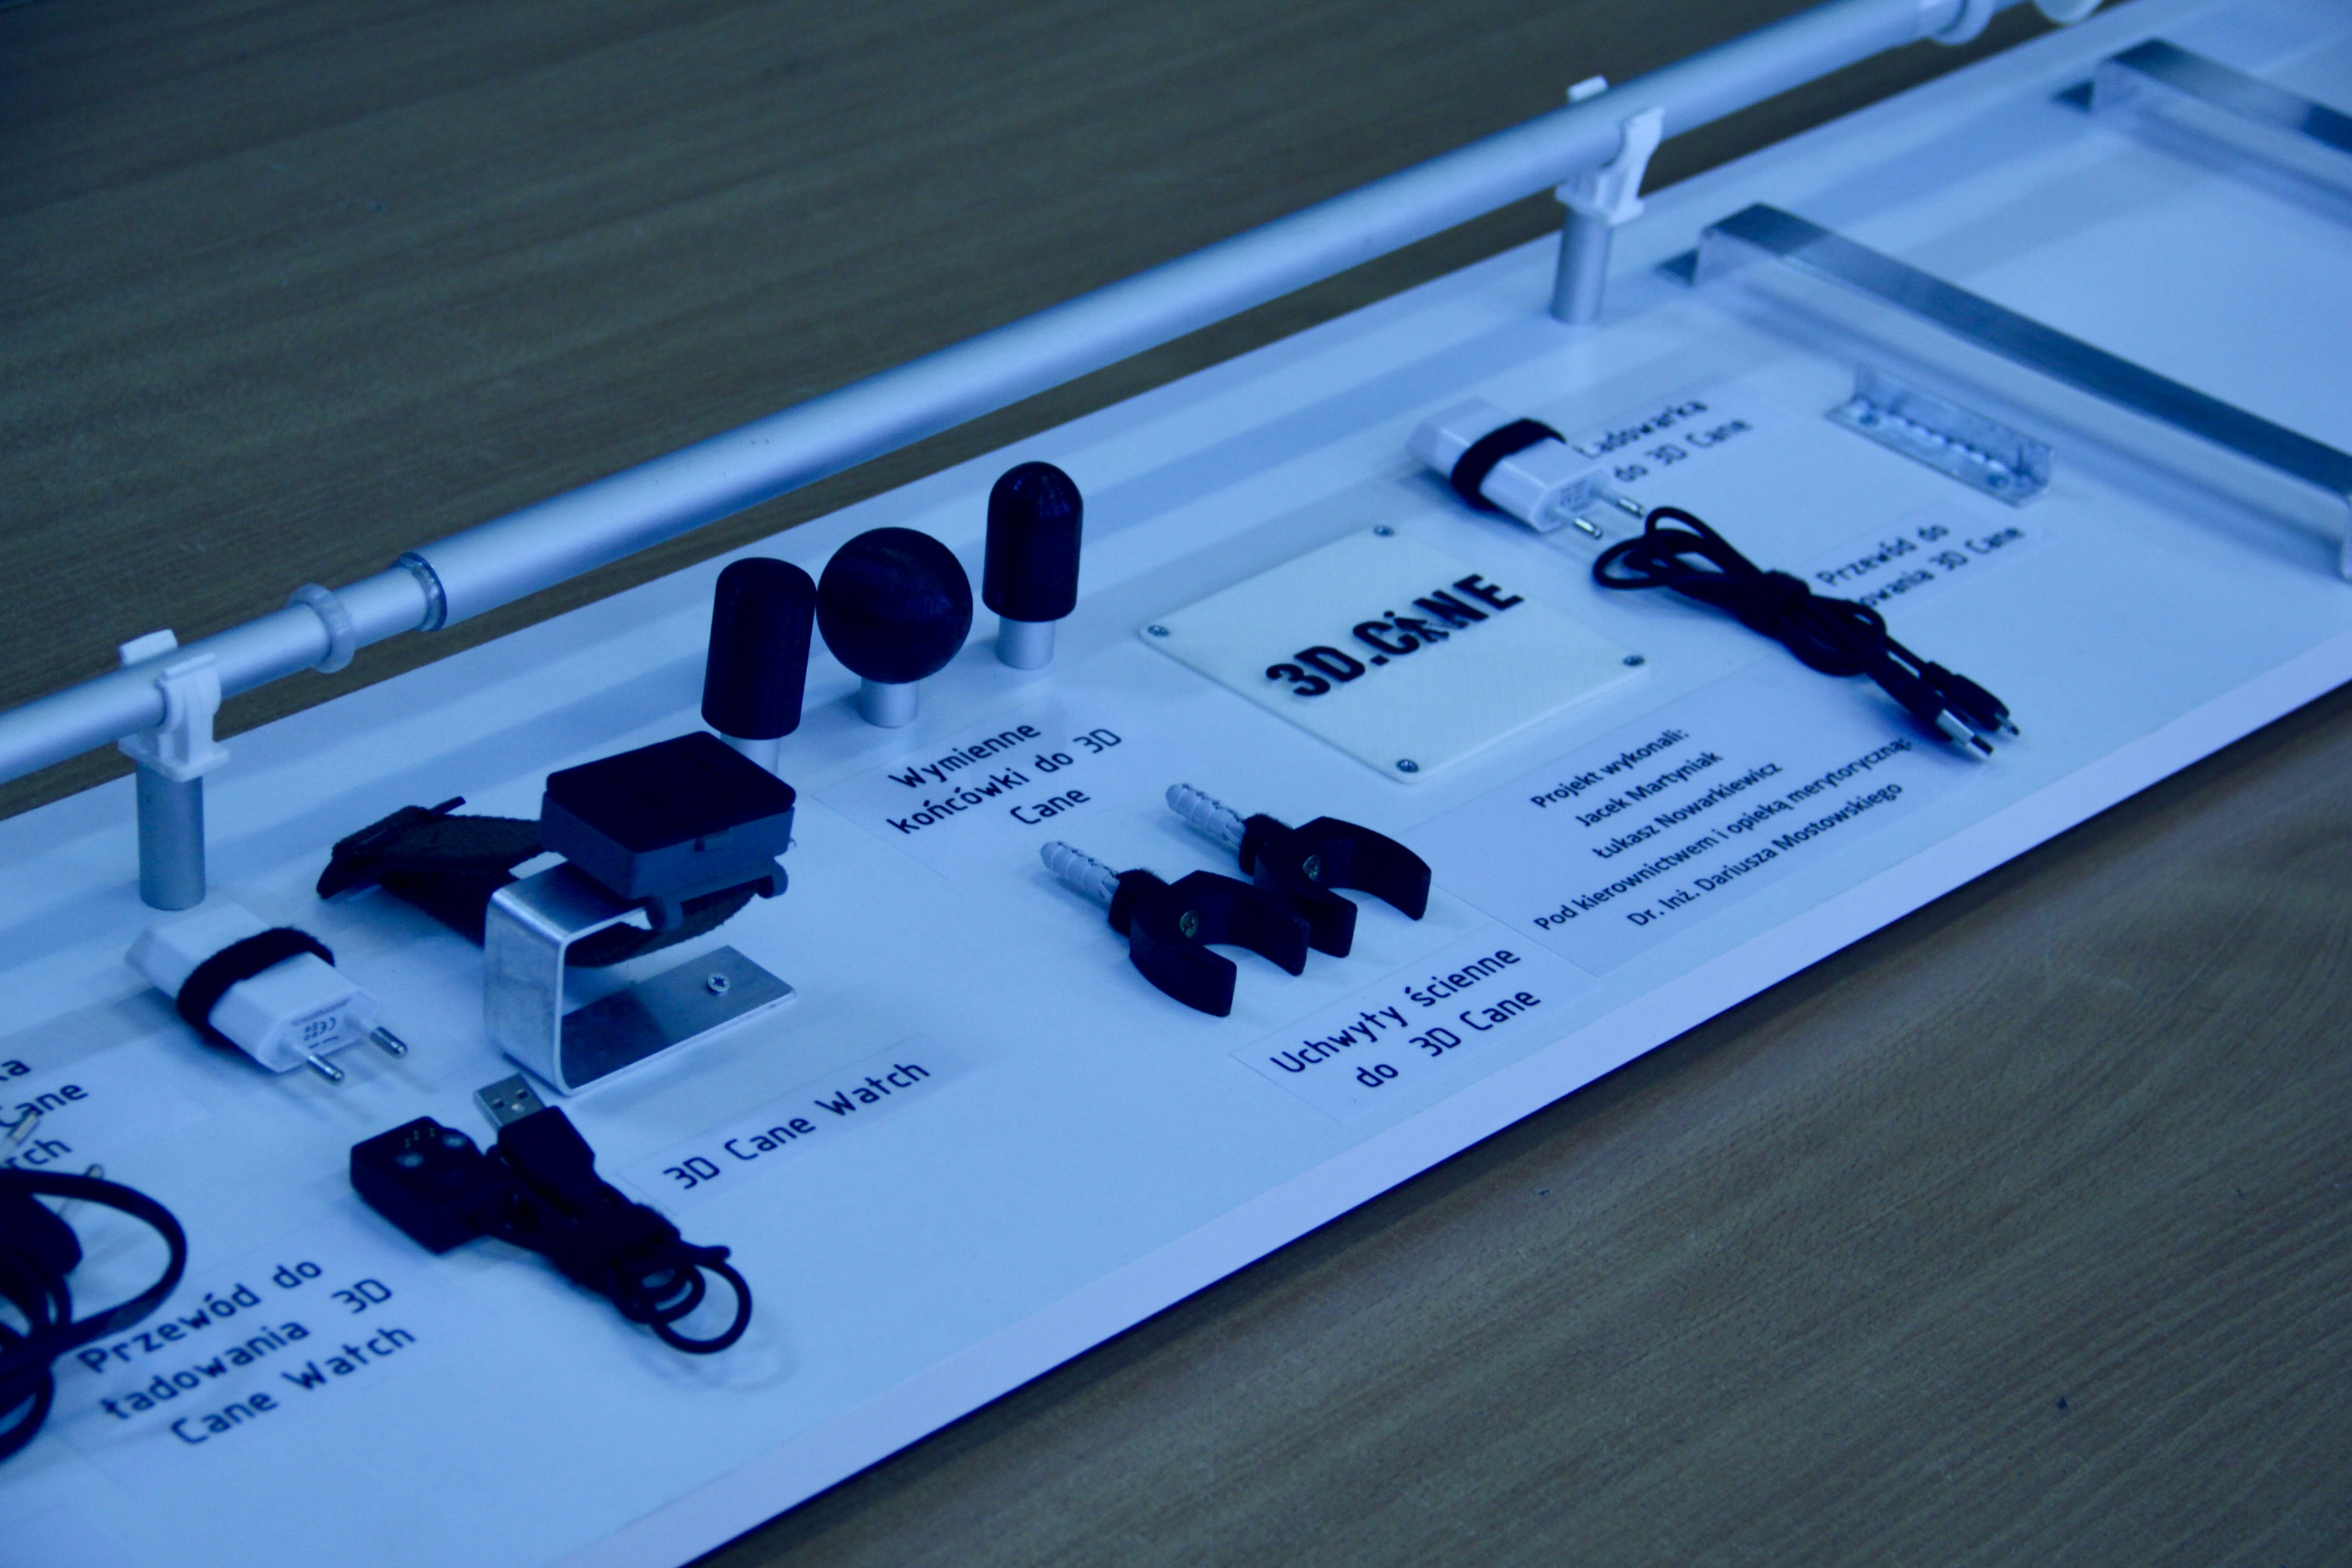 Ładowarka
do 3D Cane
Przewód do
3D Cane
3D.CANE
Wymienne
końcówki do 3D
Cane
Projekt wykonali:
Jacek Martyniak
Łukasz Nowarkiewicz
Pod kierownictwem i opieką merytoryczną:
Dr. Inż. Dariusza Mostowskiego
Uchwyty ścienne
do 3D Cane
3D Cane Watch
Cane
Przewód do
ładowania 3D
Cane Watch